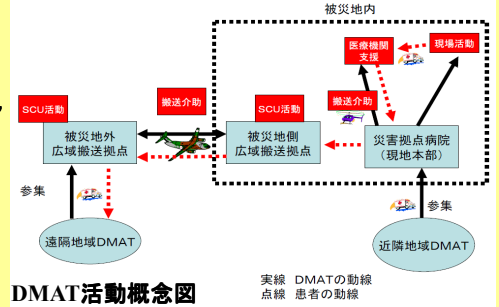 被災地内
医療機関
支援
現場活動
搬送介助
SCU活動
SCU活動
搬送介助
被災地外
広域搬送拠点
被災地側
広域搬送拠点
災害拠点病院
（現地本部）
参集
参集
遠隔地域DMAT
近隣地域DMAT
実線 DMATの動線
点線 患者の動線
DMAT活動概念図